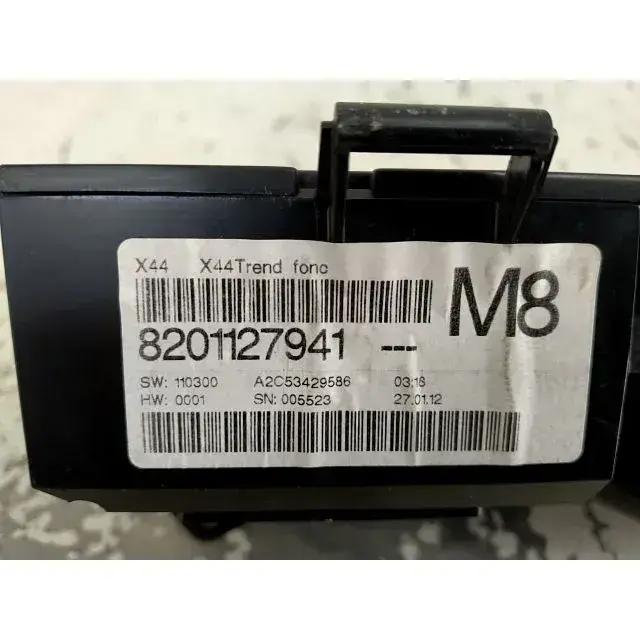 X44 X44Trend fonc
M8
8201127941 ---
SW: 110300 A2C53429586 03:18
HW: 0001 SN: 005523 27.01.12